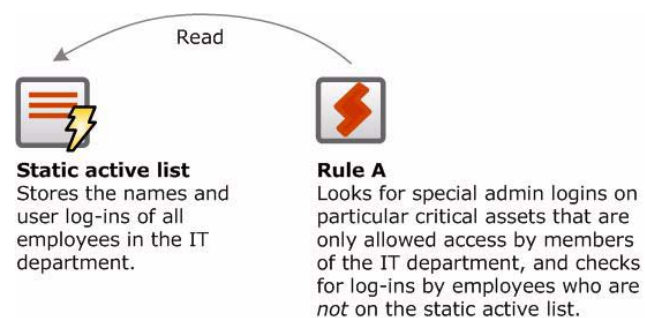 Read
Static active list
Stores the names and
user log-ins of all
employees in the IT
department.
Rule A
Looks for special admin logins on
particular critical assets that are
only allowed access by members
of the IT department, and checks
for log-ins by employees who are
not on the static active list.